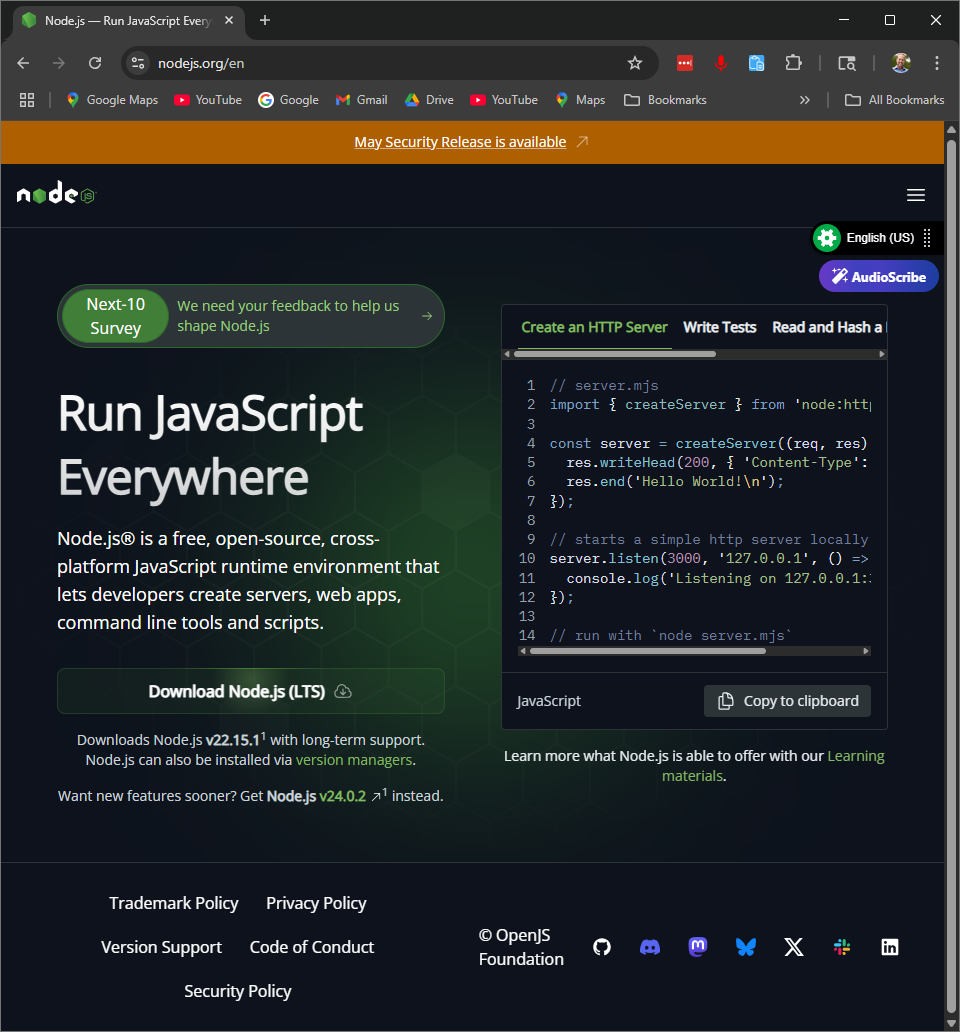 Node.js — Run JavaScript Every
nodejs.org/en
Google Maps
YouTube
Google
Gmail
Drive
YouTube
Maps
Bookmarks
All Bookmarks
May Security Release is available
node
JS
English (US)
AudioScribe
Next-10
Survey
We need your feedback to help us
shape Node.js
Run JavaScript
Everywhere
Node.js® is a free, open-source, cross-
platform JavaScript runtime environment that
lets developers create servers, web apps,
command line tools and scripts.
Download Node.js (LTS)
Downloads Node.js v22.15.1¹ with long-term support.
Node.js can also be installed via version managers.
Want new features sooner? Get Node.js v24.0.2 ↗¹ instead.
Create an HTTP Server Write Tests Read and Hash a
1 // server.mjs
2 import { createServer } from 'node:http
3
4 const server = createServer((req, res)
5   res.writeHead(200, { 'Content-Type':
6   res.end('Hello World!\n');
7 });
8
9 // starts a simple http server locally
10 server.listen(3000, '127.0.0.1', () =>
11   console.log('Listening on 127.0.0.1:
12 });
13
14 // run with `node server.mjs`
JavaScript
Copy to clipboard
Learn more what Node.js is able to offer with our Learning
materials.
Trademark Policy Privacy Policy
Version Support Code of Conduct
Security Policy
© OpenJS
Foundation